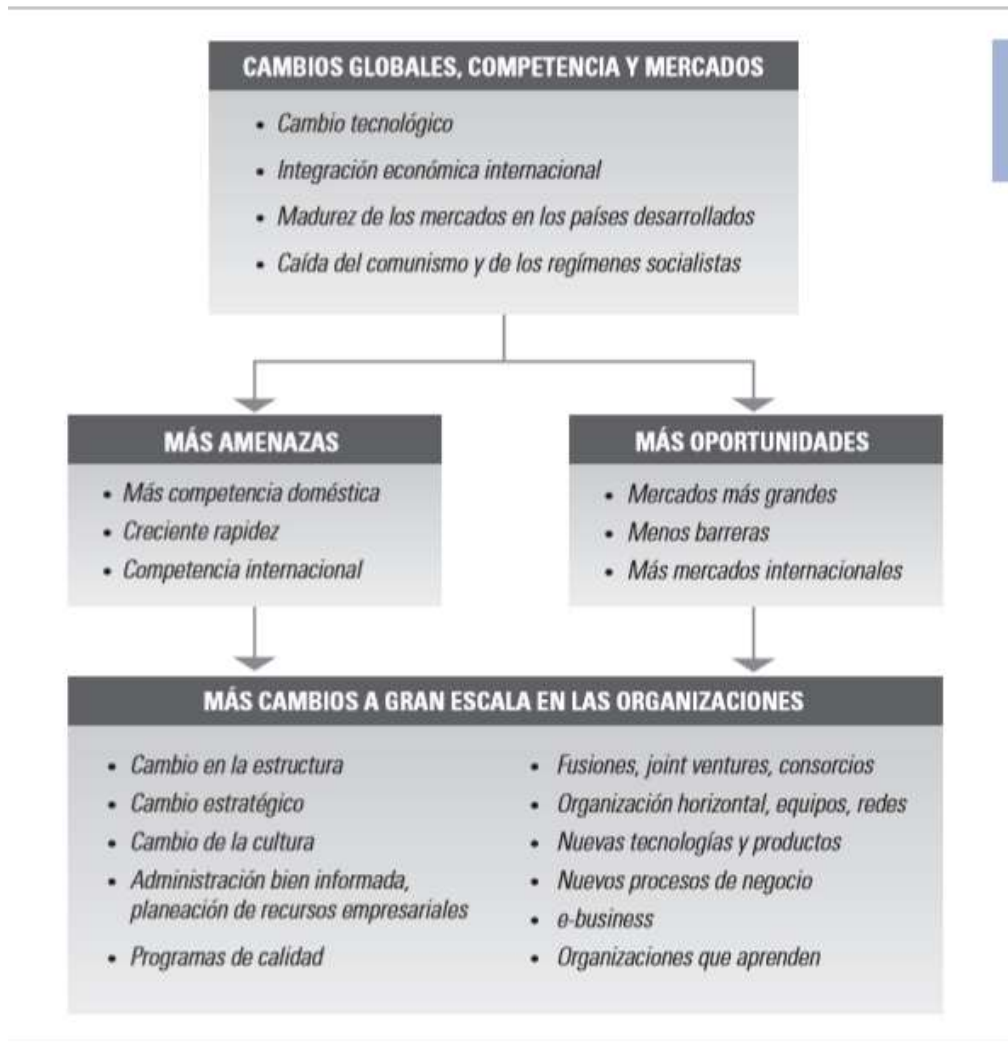 CAMBIOS GLOBALES, COMPETENCIA Y MERCADOS
• Cambio tecnológico
• Integración económica internacional
• Madurez de los mercados en los países desarrollados
• Caída del comunismo y de los regímenes socialistas
MÁS AMENAZAS
• Más competencia doméstica
• Creciente rapidez
• Competencia internacional
MÁS OPORTUNIDADES
• Mercados más grandes
• Menos barreras
• Más mercados internacionales
MÁS CAMBIOS A GRAN ESCALA EN LAS ORGANIZACIONES
• Cambio en la estructura
• Cambio estratégico
• Cambio de la cultura
• Administración bien informada,
planeación de recursos empresariales
• Programas de calidad
• Fusiones, joint ventures, consorcios
• Organización horizontal, equipos, redes
• Nuevas tecnologías y productos
• Nuevos procesos de negocio
• e-business
• Organizaciones que aprenden